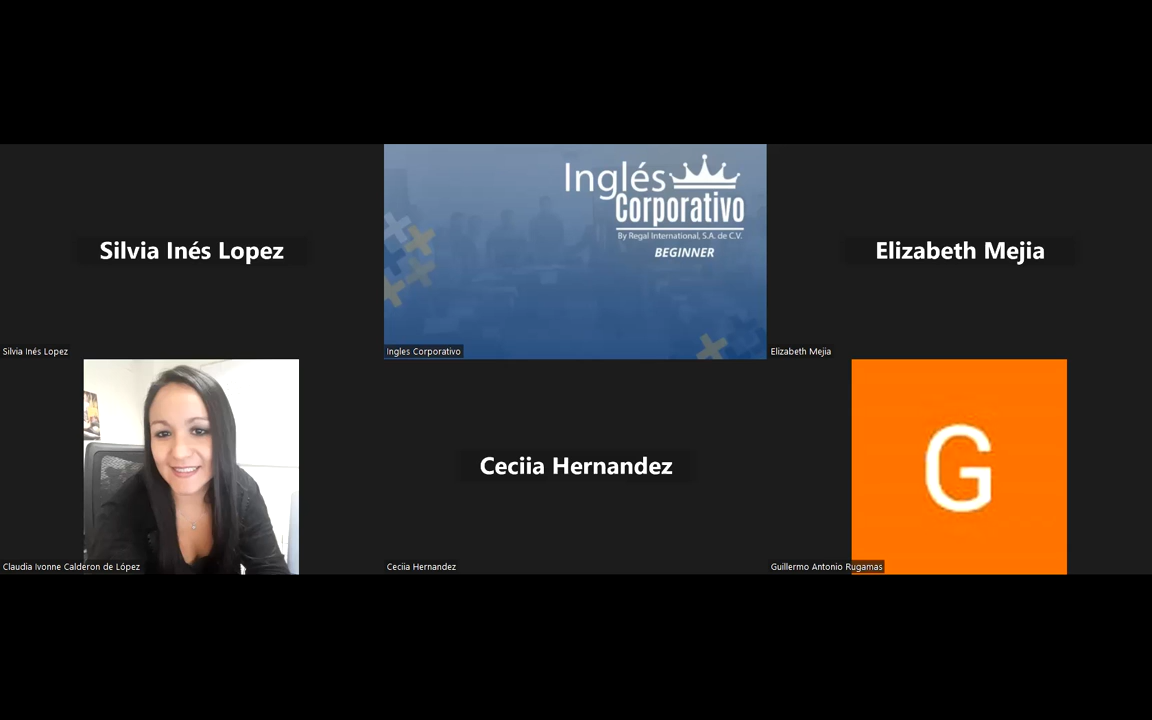 Silvia Inés Lopez
Silvia Inés Lopez
Inglés
Corporativo
By Regal International, S.A. de C.V.
BEGINNER
Ingles Corporativo
Elizabeth Mejia
Elizabeth Mejia
Claudia Ivonne Calderon de López
Ceciia Hernandez
Ceciia Hernandez
G
Guillermo Antonio Rugamas